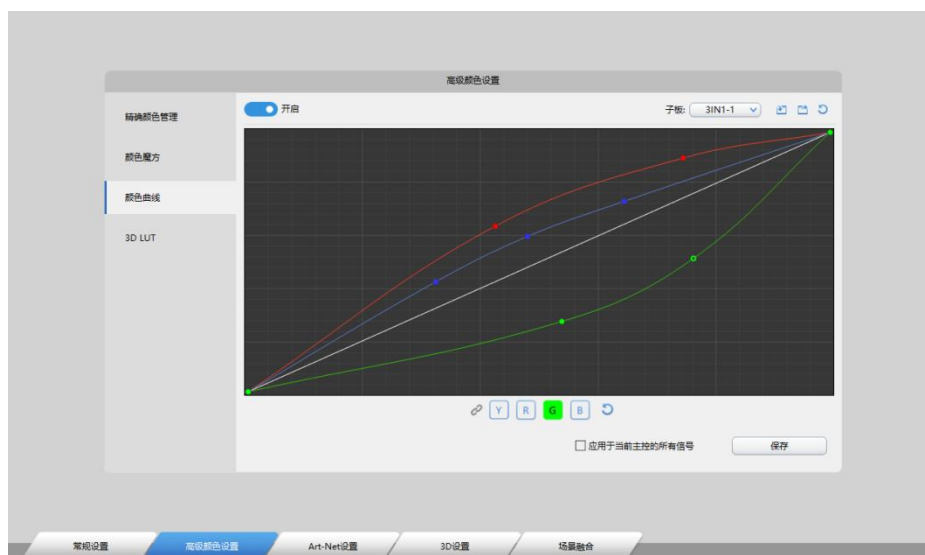 高级颜色设置
精确颜色管理
开启
子板: 3IN1-1
颜色魔方
颜色曲线
3D LUT
Y R G B
应用于当前主控的所有信号
保存
常规设置 高级颜色设置 Art-Net设置 3D设置 场景融合